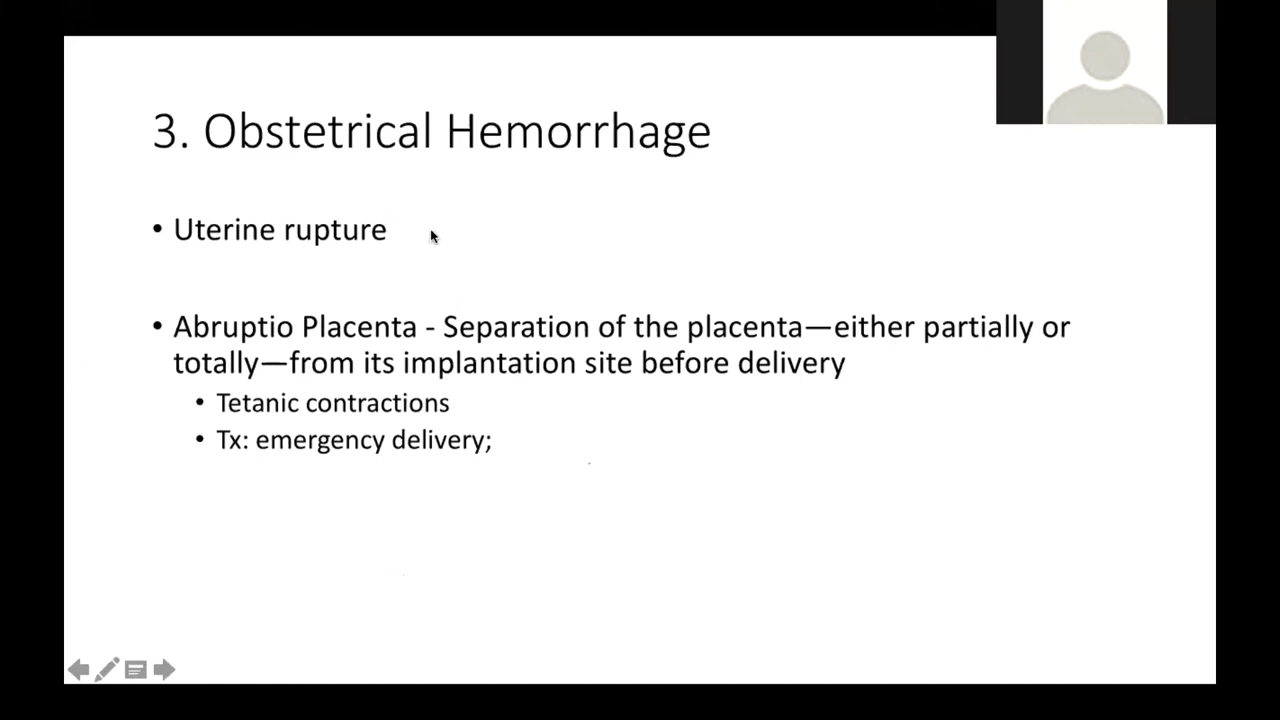 3. Obstetrical Hemorrhage
• Uterine rupture
• Abruptio Placenta - Separation of the placenta—either partially or
totally—from its implantation site before delivery
• Tetanic contractions
• Tx: emergency delivery;